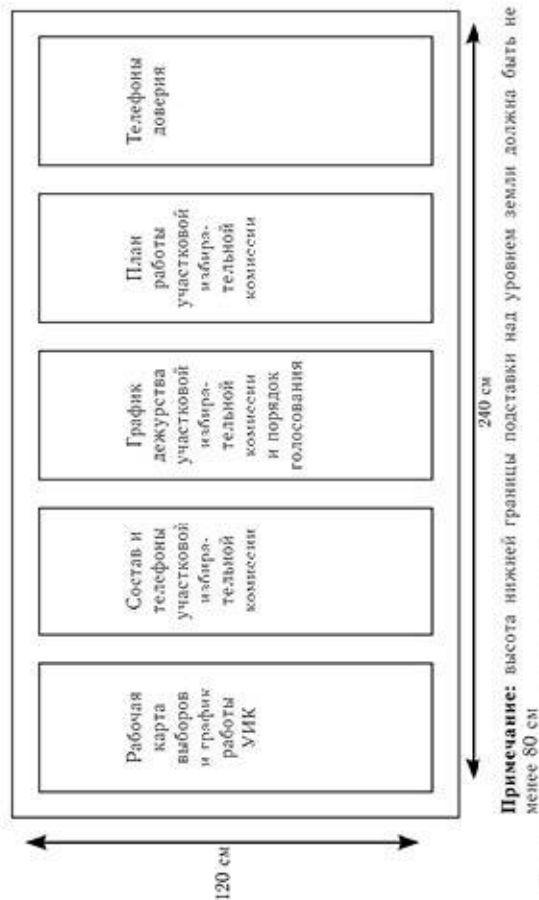 Рабочая
карта
выборов
и график
работы
УИК
Состав и
телефоны
участковой
избира-
тельной
комиссии
График
дежурства
участковой
избира-
тельной
комиссии
и порядок
голосования
План
работы
участковой
избира-
тельной
комиссии
Телефоны
доверия
120 см
240 см
Примечание: высота нижней границы подставки над уровнем земли должна быть не
менее 80 см